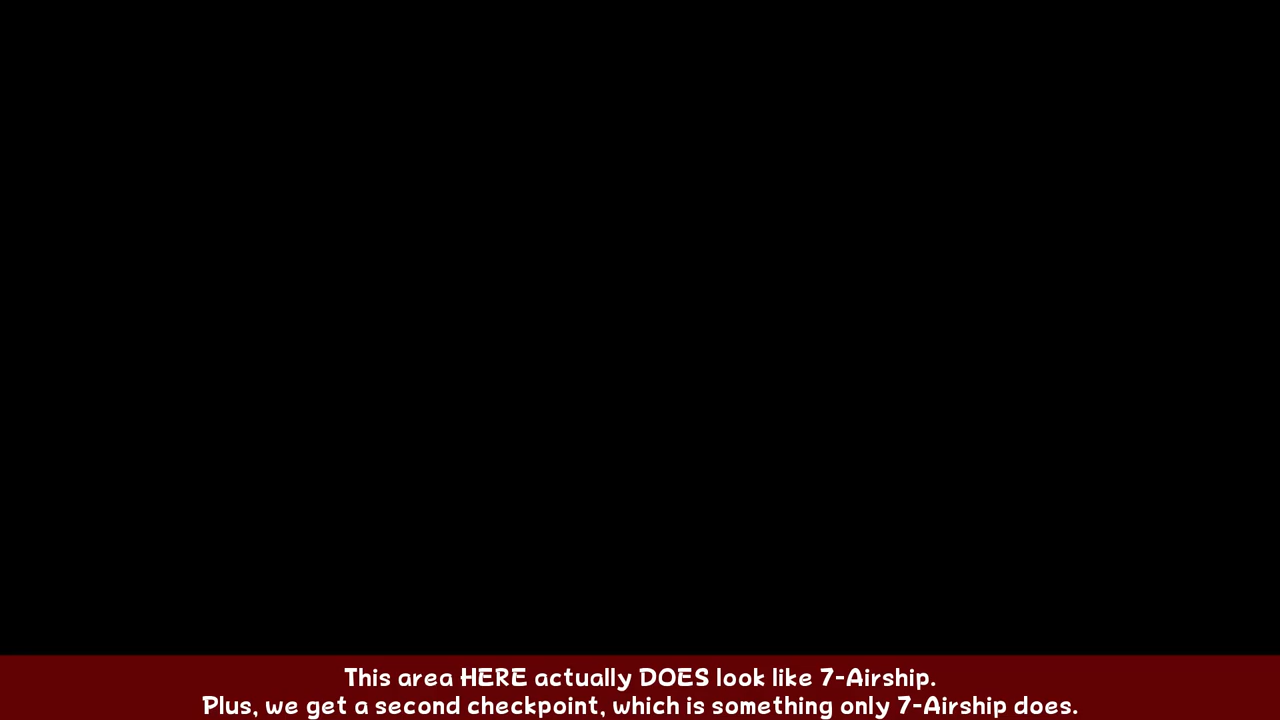 This area HERE actually DOES look like 7-Airship.
Plus, we get a second checkpoint, which is something only 7-Airship does.